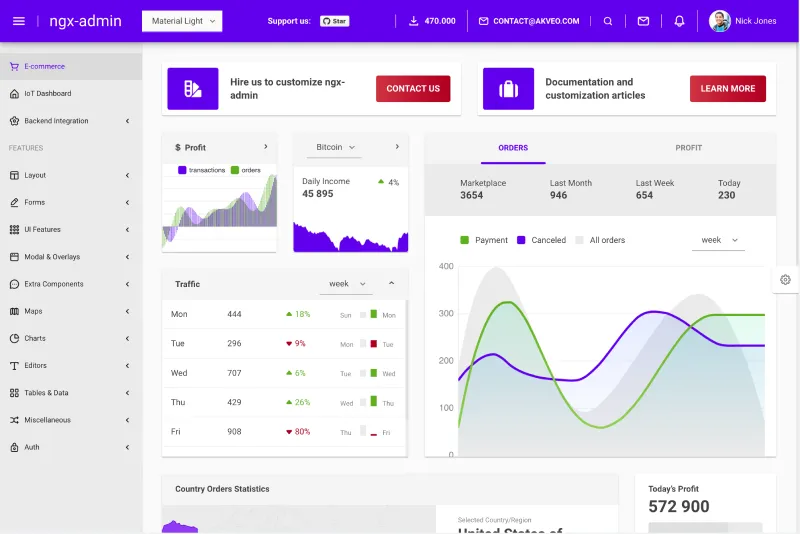 ngx-admin
Material Light
Support us:
Star
470.000
CONTACT@AKVEO.COM
Nick Jones
E-commerce
IoT Dashboard
Backend integration
FEATURES
Layout
Forms
UI Features
Modal & Overlays
Extra Components
Maps
Charts
Editors
Tables & Data
Miscellaneous
Auth
Hire us to customize ngx-
admin
CONTACT US
Documentation and
customization articles
LEARN MORE
$ Profit
transactions
orders
Bitcoin
Daily Income
45 895
4%
ORDERS
PROFIT
Marketplace
3654
Last Month
946
Last Week
654
Today
230
Payment
Canceled
All orders
week
400
300
200
100
0
Traffic
week
Mon 444 18% Sun Mon
Tue 296 9% Mon Tue
Wed 707 6% Tue Wed
Thu 429 26% Wed Thu
Fri 908 80% Thu Fri
Country Orders Statistics
Selected Country/Region
United States of
Today's Profit
572 900